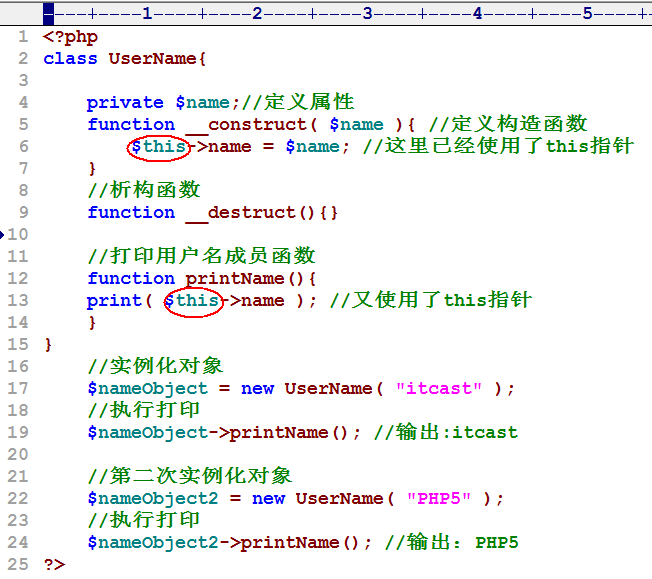 ----+----1----+----2----+----3----+----4----+----5----+
1 <?php
2 class UserName{
3
4     private $name;//定义属性
5     function __construct( $name ){ //定义构造函数
6         $this->name = $name; //这里已经使用了this指针
7     }
8     //析构函数
9     function __destruct(){}
10
11     //打印用户名成员函数
12     function printName(){
13     print( $this->name ); //又使用了this指针
14     }
15 }
16     //实例化对象
17     $nameObject = new UserName( "itcast" );
18     //执行打印
19     $nameObject->printName(); //输出:itcast
20
21     //第二次实例化对象
22     $nameObject2 = new UserName( "PHP5" );
23     //执行打印
24     $nameObject2->printName(); //输出：PHP5
25 ?>